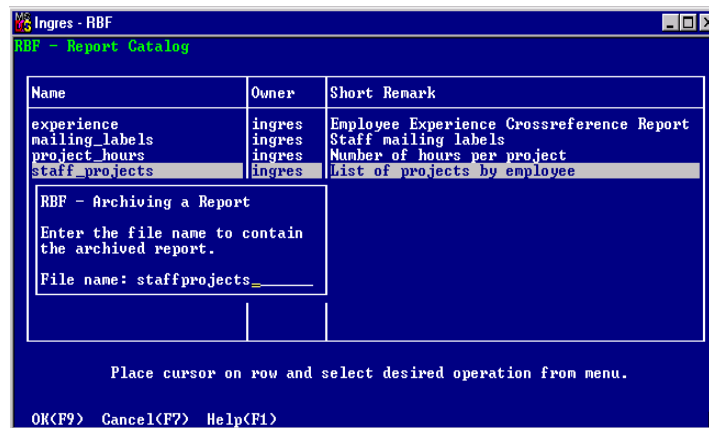 Ingres - RBF
RBF - Report Catalog
Name Owner Short Remark
experience ingres Employee Experience Crossreference Report
mailing_labels ingres Staff mailing labels
project_hours ingres Number of hours per project
staff_projects ingres List of projects by employee
RBF - Archiving a Report
Enter the file name to contain
the archived report.
File name: staffprojects_______
Place cursor on row and select desired operation from menu.
OK(F9) Cancel(F7) Help(F1)